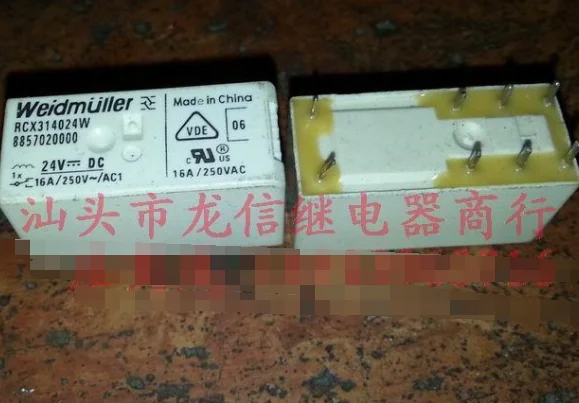 Weidmüller
RCX314024W
8857020000
24V⎓ DC
1x
16A/250V~/AC1
Made in China
VDE
06
c US
16A/250VAC
汕头市龙信继电器商行